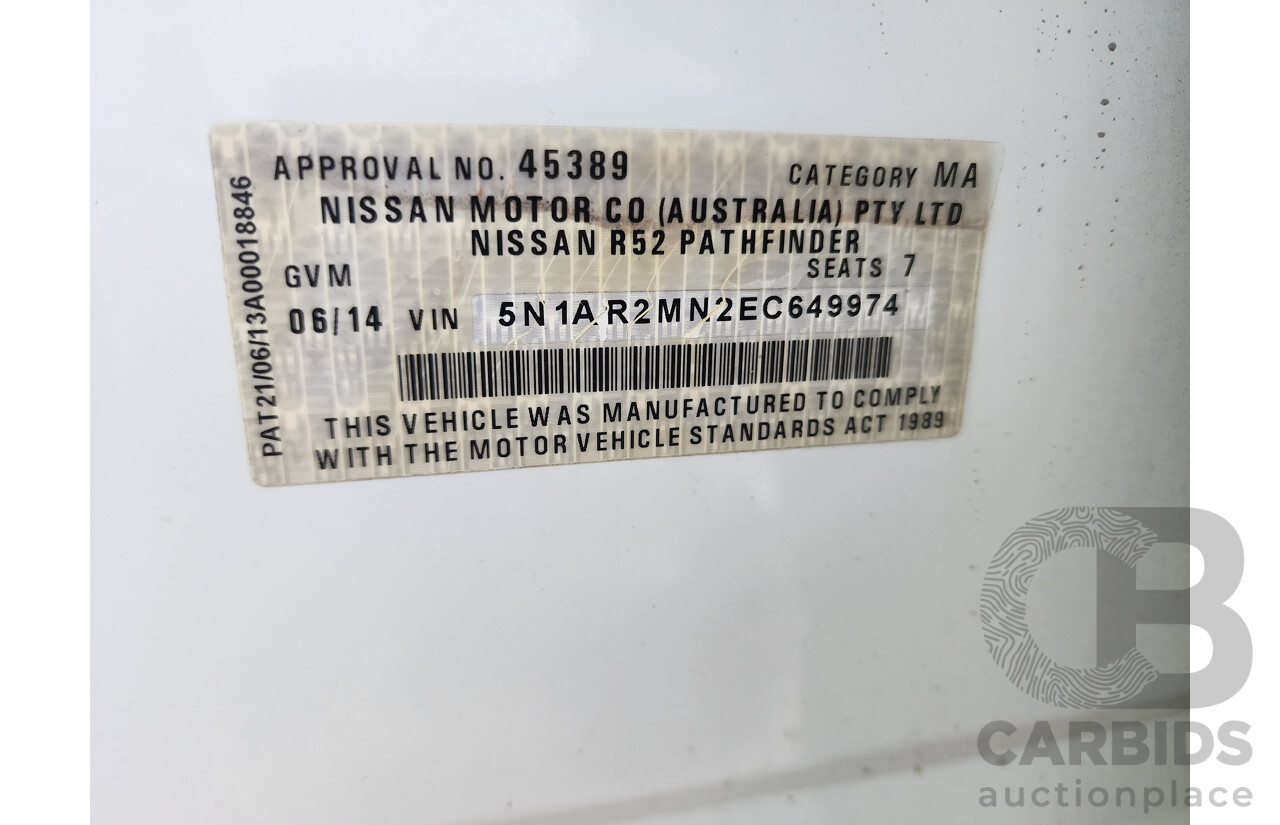 APPROVAL NO. 45389 CATEGORY MA
NISSAN MOTOR CO (AUSTRALIA) PTY LTD
NISSAN R52 PATHFINDER
GVM SEATS 7
06/14 VIN 5N1AR2MN2EC649974
THIS VEHICLE WAS MANUFACTURED TO COMPLY
WITH THE MOTOR VEHICLE STANDARDS ACT 1989
PAT21/06/13A00018846
CB
CARBIDS
auctionplace